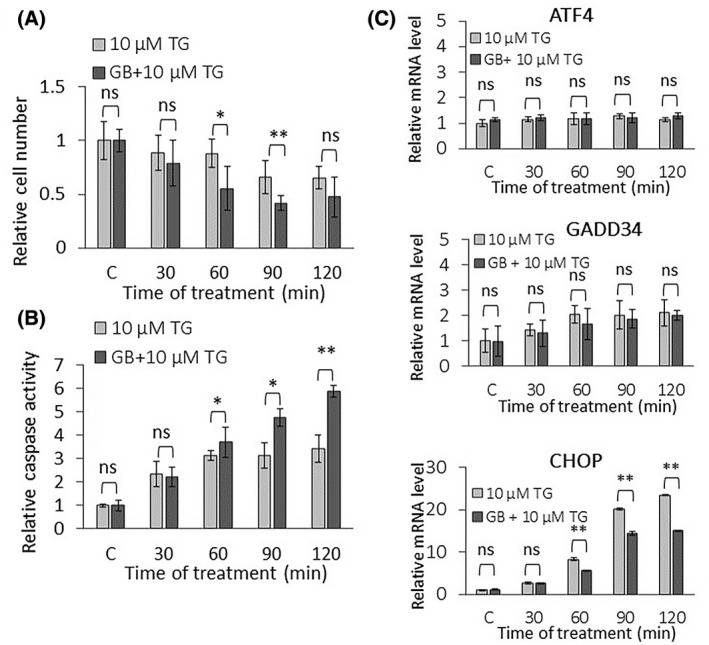 (A)
10 µM TG
GB+10 µM TG
Relative cell number
1.5
1
0.5
0
ns
ns
*
**
ns
C 30 60 90 120
Time of treatment (min)
(B)
10 µM TG
GB+10 µM TG
Relative caspase activity
7
6
5
4
3
2
1
0
ns
ns
*
*
**
C 30 60 90 120
Time of treatment (min)
(C)
ATF4
10 µM TG
GB+ 10 µM TG
Relative mRNA level
5
4
3
2
1
0
ns
ns
ns
ns
ns
C 30 60 90 120
Time of treatment (min)
GADD34
10 µM TG
GB + 10 µM TG
Relative mRNA level
5
4
3
2
1
0
ns
ns
ns
ns
ns
C 30 60 90 120
Time of treatment (min)
CHOP
10 µM TG
GB + 10 µM TG
Relative mRNA level
30
20
10
0
ns
ns
**
**
**
C 30 60 90 120
Time of treatment (min)